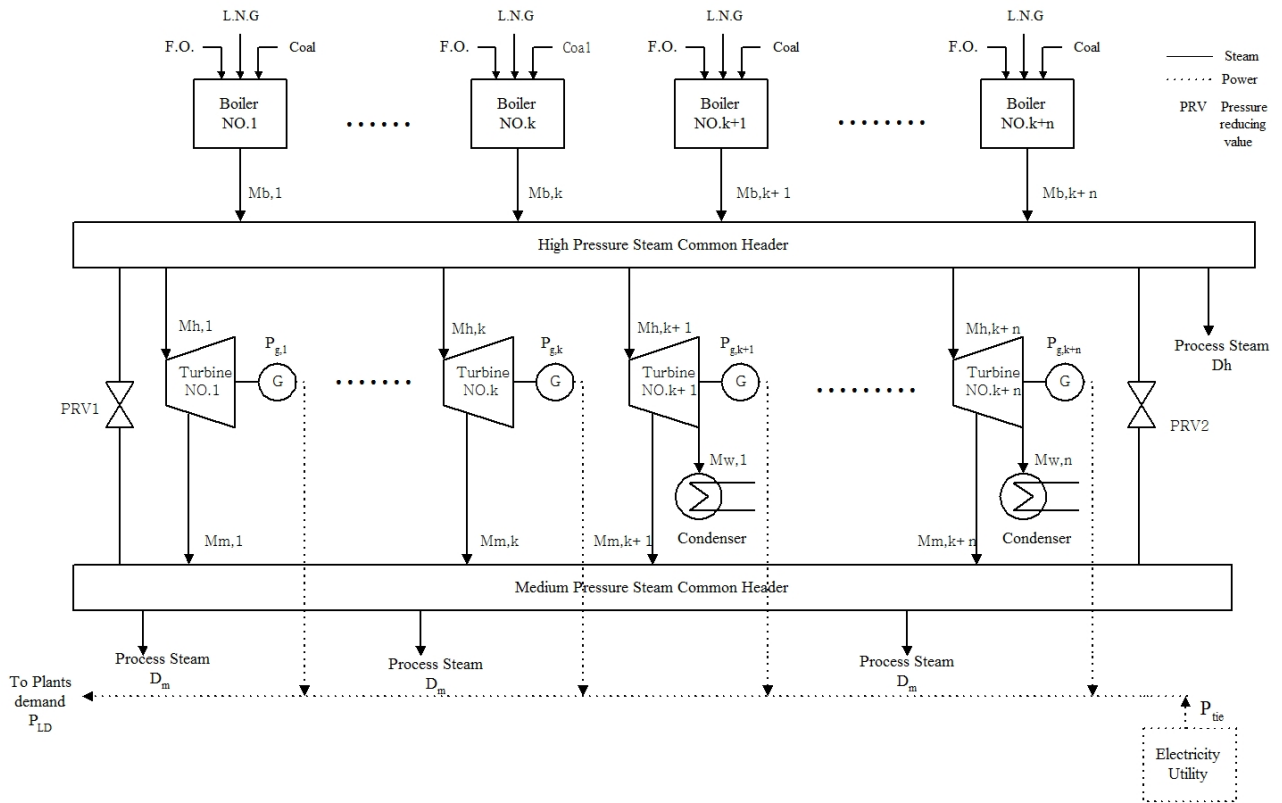 L.N.G
L.N.G
L.N.G
L.N.G
F.O.
Coal
F.O.
Coal
F.O.
Coal
F.O.
Coal
Steam
Power
PRV Pressure
reducing
value
Boiler
NO.1
Boiler
NO.k
Boiler
NO.k+1
Boiler
NO.k+n
Mb,1
Mb,k
Mb,k+ 1
Mb,k+ n
High Pressure Steam Common Header
Mh,1
Mh,k
Mh,k+ 1
Mh,k+ n
Process Steam
Dh
Pg,1
Pg,k
Pg,k+1
Pg,k+n
Turbine
NO.1
G
Turbine
NO.k
G
Turbine
NO.k+ 1
G
Turbine
NO.k+ n
G
PRV1
PRV2
Mw,1
Mw,n
Condenser
Condenser
Mm,1
Mm,k
Mm,k+ 1
Mm,k+ n
Medium Pressure Steam Common Header
Process Steam
Dm
Process Steam
Dm
Process Steam
Dm
To Plants
demand
PLD
Ptie
Electricity
Utility